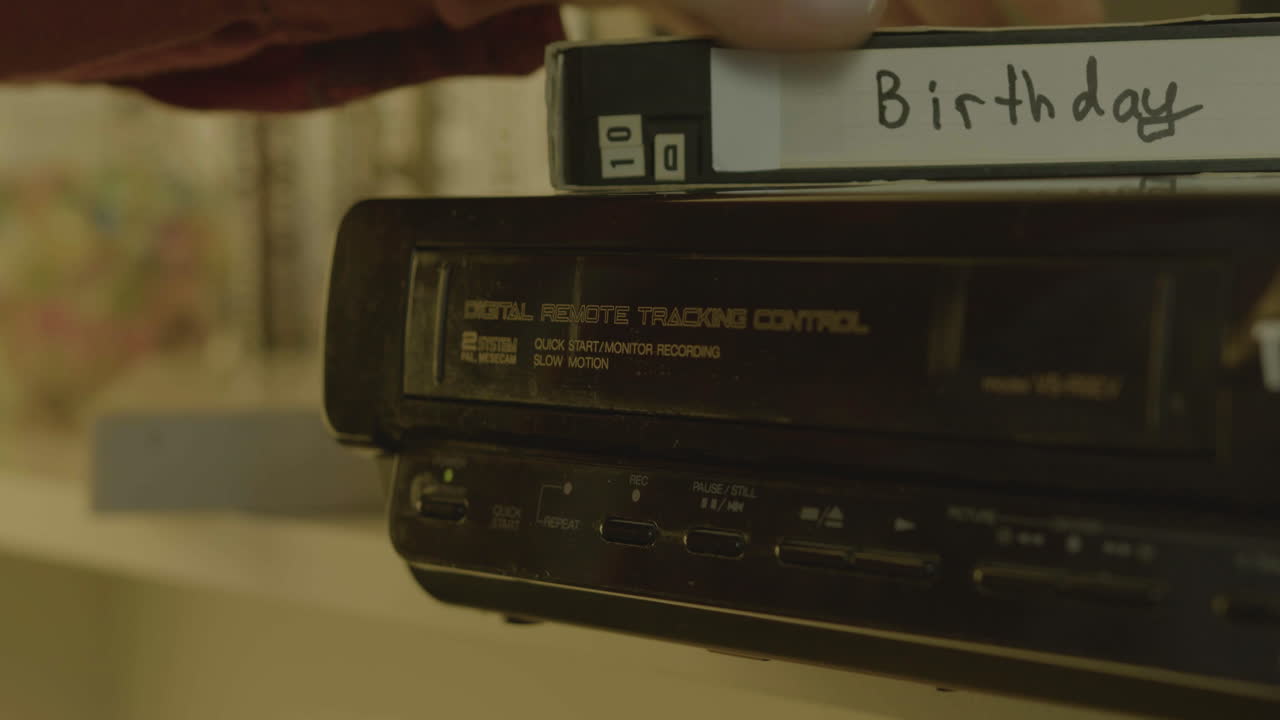 Birthday
10
D
DIGITAL REMOTE TRACKING CONTROL
2 SYSTEM
PAL MESECAM
QUICK START/MONITOR RECORDING
SLOW MOTION
QUICK
START
REPEAT
REC
PAUSE/STILL